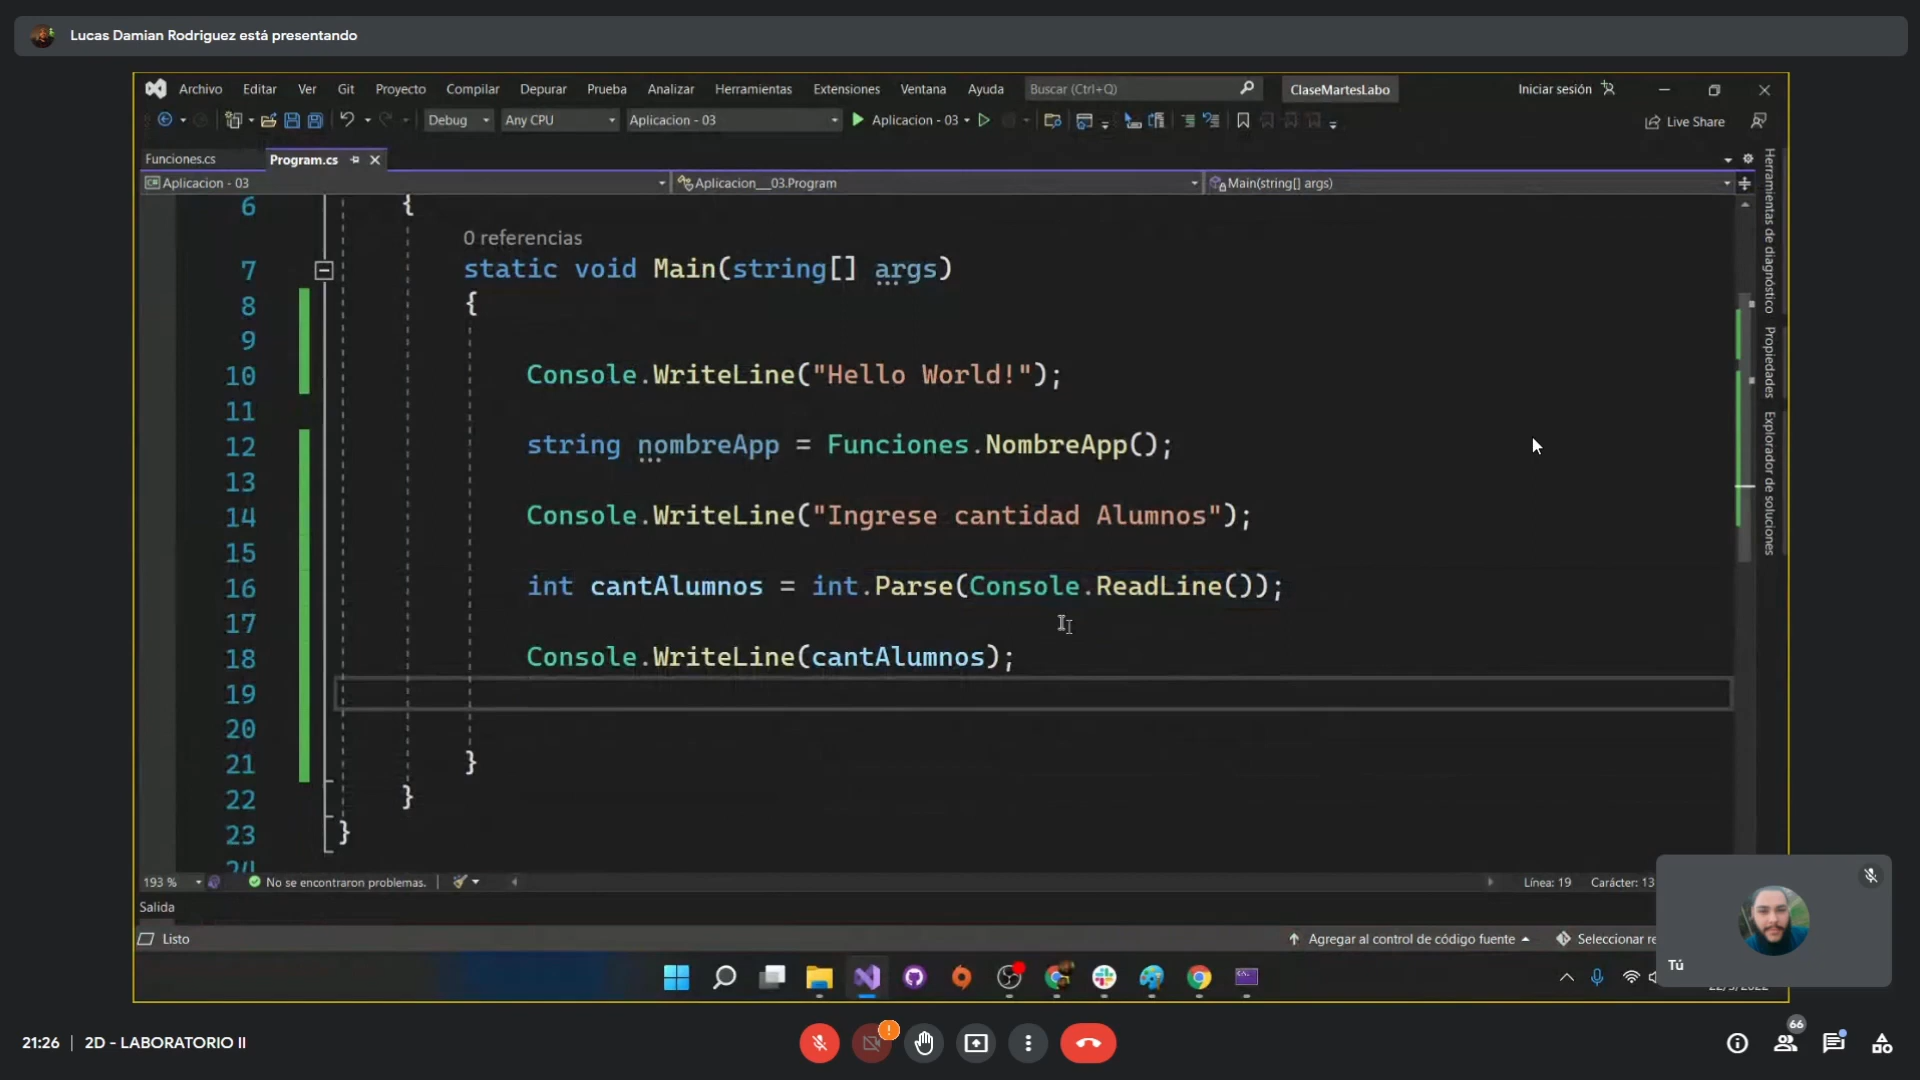 Lucas Damian Rodriguez está presentando
Archivo Editar Ver Git Proyecto Compilar Depurar Prueba Analizar Herramientas Extensiones Ventana Ayuda Buscar (Ctrl+Q) ClaseMartesLabo Iniciar sesión
Debug Any CPU Aplicacion - 03 Aplicacion - 03 Live Share
Funciones.cs Program.cs
Aplicacion - 03 Aplicacion__03.Program Main(string[] args)
6 {
0 referencias
7 static void Main(string[] args)
8 {
9
10 Console.WriteLine("Hello World!");
11
12 string nombreApp = Funciones.NombreApp();
13
14 Console.WriteLine("Ingrese cantidad Alumnos");
15
16 int cantAlumnos = int.Parse(Console.ReadLine());
17
18 Console.WriteLine(cantAlumnos);
19
20
21 }
22 }
23 }
24
Herramientas de diagnóstico
Propiedades
Explorador de soluciones
193 % No se encontraron problemas. Línea: 19 Carácter: 13
Salida
Listo Agregar al control de código fuente Seleccionar re
Tú
21:26 | 2D - LABORATORIO II
66